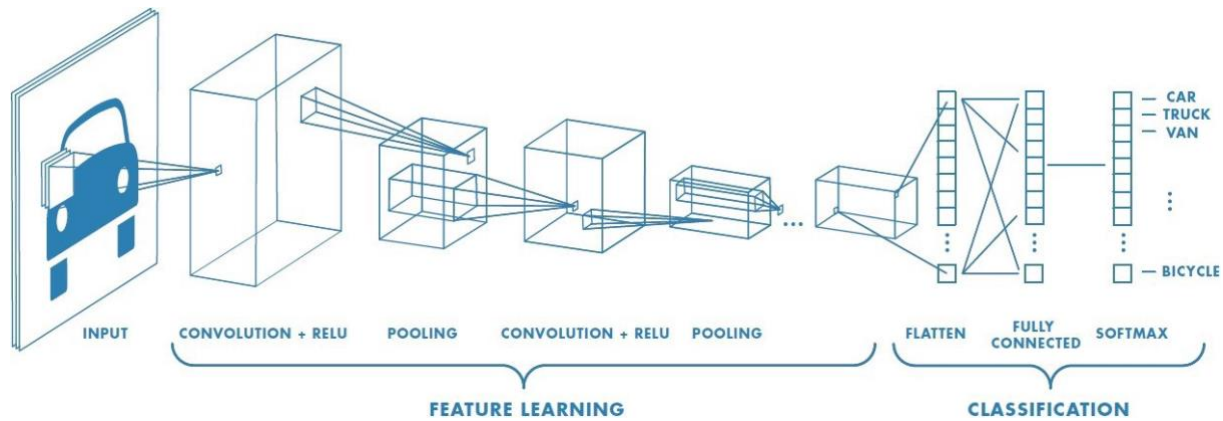 CAR
TRUCK
VAN
BICYCLE
INPUT
CONVOLUTION + RELU
POOLING
CONVOLUTION + RELU
POOLING
FLATTEN
FULLY
CONNECTED
SOFTMAX
FEATURE LEARNING
CLASSIFICATION